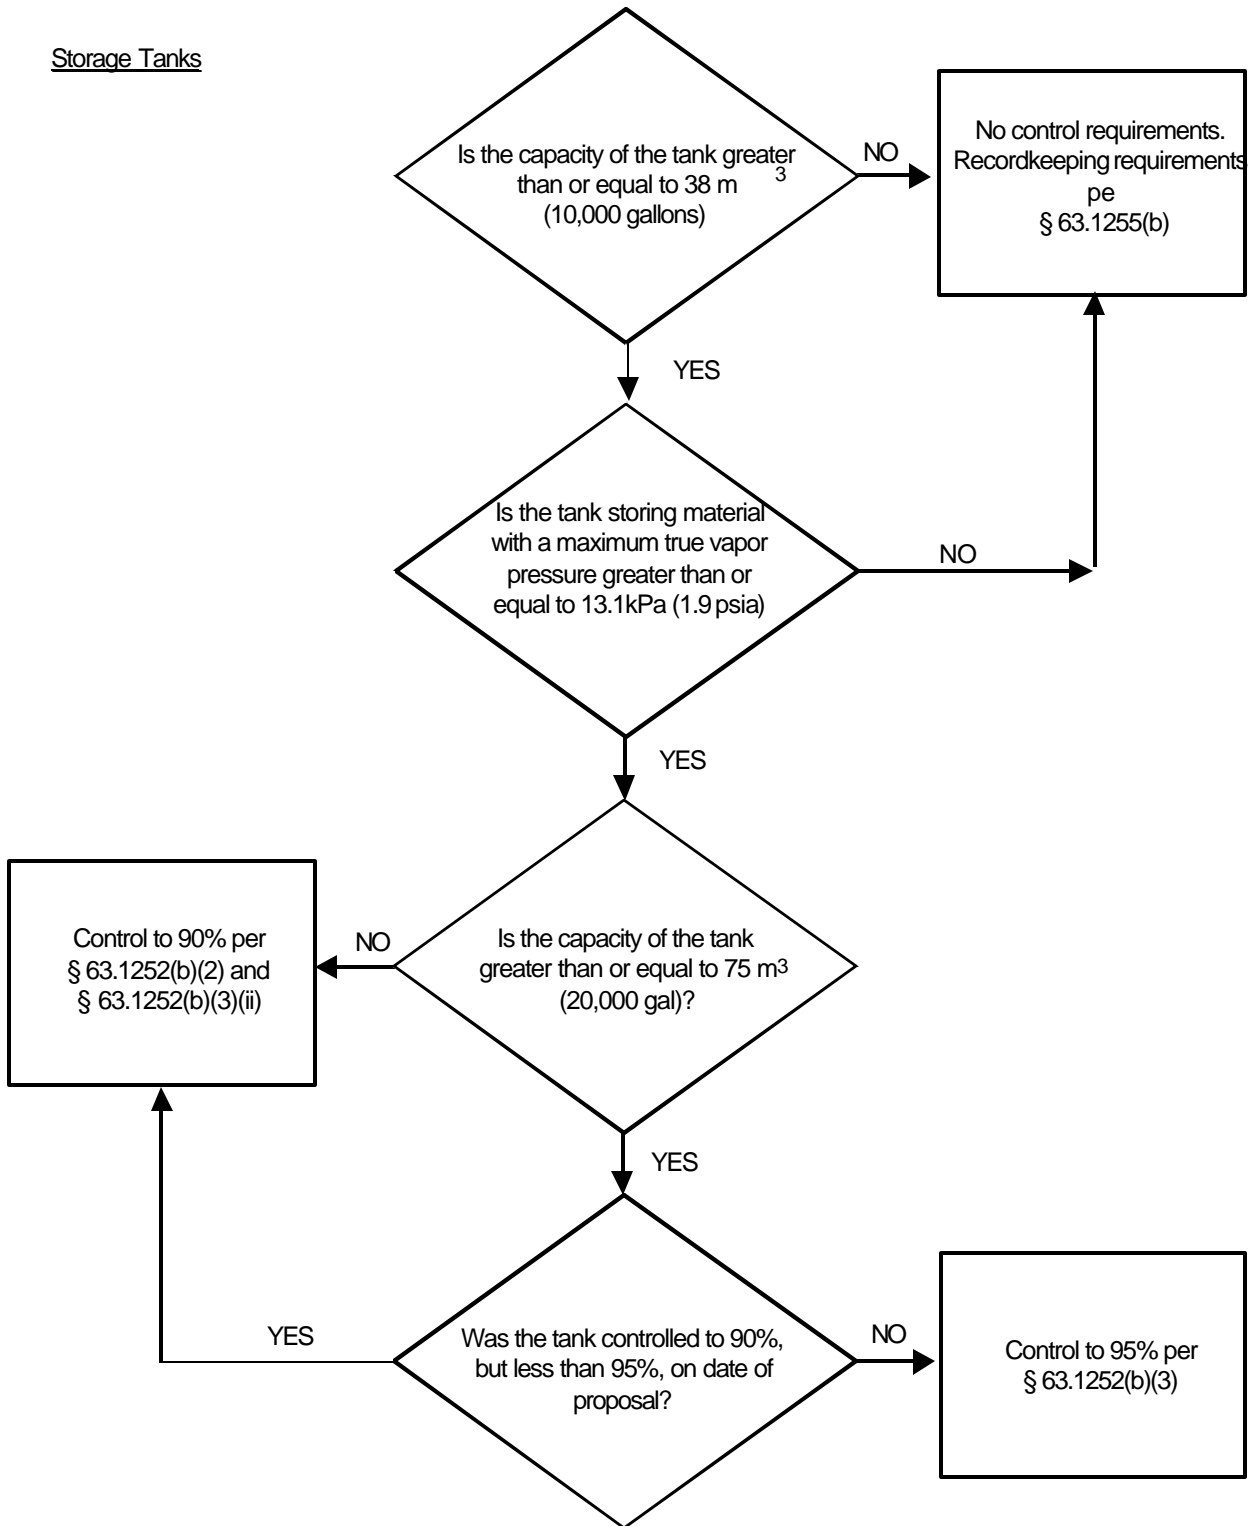 Storage Tanks
Is the capacity of the tank greater
than or equal to 38 m 3
(10,000 gallons)
NO
No control requirements.
Recordkeeping requirements
pe
§ 63.1255(b)
YES
Is the tank storing material
with a maximum true vapor
pressure greater than or
equal to 13.1kPa (1.9 psia)
NO
YES
Is the capacity of the tank
greater than or equal to 75 m3
(20,000 gal)?
NO
Control to 90% per
§ 63.1252(b)(2) and
§ 63.1252(b)(3)(ii)
YES
Was the tank controlled to 90%,
but less than 95%, on date of
proposal?
YES
NO
Control to 95% per
§ 63.1252(b)(3)